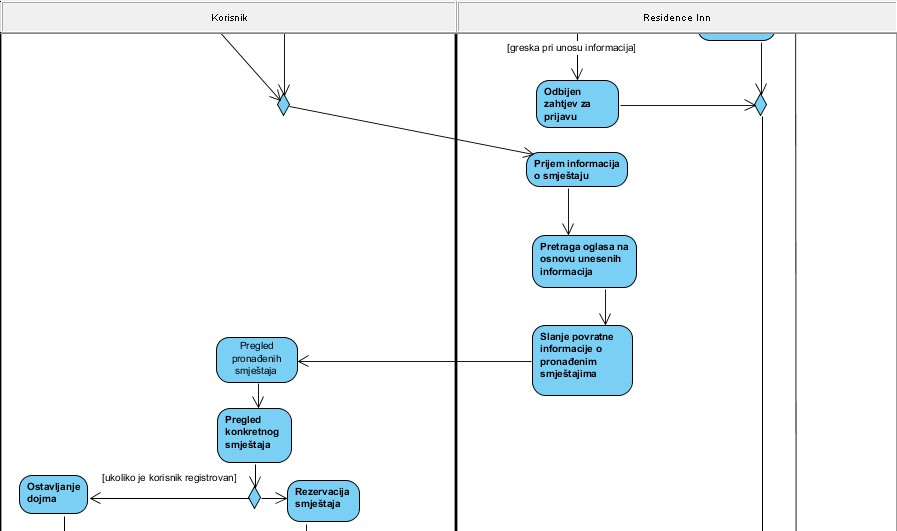 Korisnik
Residence Inn
[greska pri unosu informacija]
Odbijen
zahtjev za
prijavu
Prijem informacija
o smještaju
Pretraga oglasa na
osnovu unesenih
informacija
Slanje povratne
informacije o
pronađenim
smještajima
Pregled
pronađenih
smještaja
Pregled
konkretnog
smještaja
[ukoliko je korisnik registrovan]
Ostavljanje
dojma
Rezervacija
smještaja